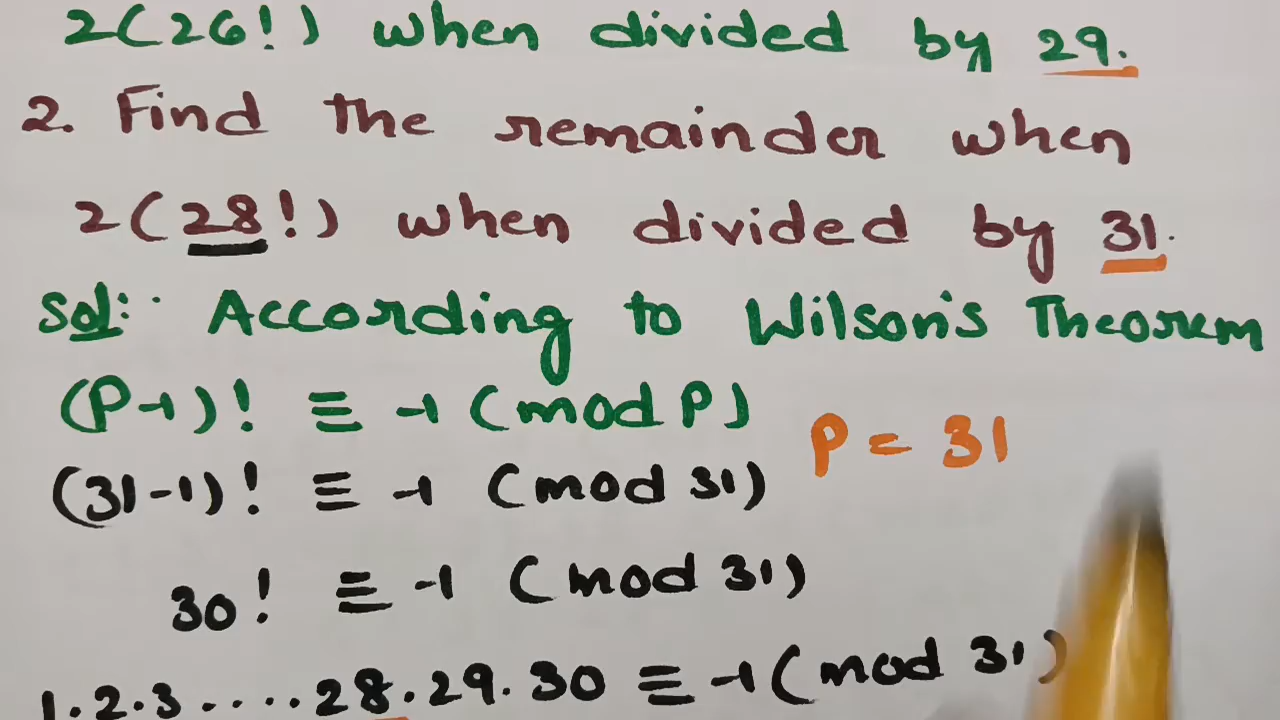 2(26!) when divided by 29.
2. Find the remainder when
2(28!) when divided by 31.
Sol: According to Wilson's Theorem
(P-1)! ≡ -1 (mod P)
P = 31
(31-1)! ≡ -1 (mod 31)
30! ≡ -1 (mod 31)
1.2.3....28.29.30 ≡ -1 (mod 31)